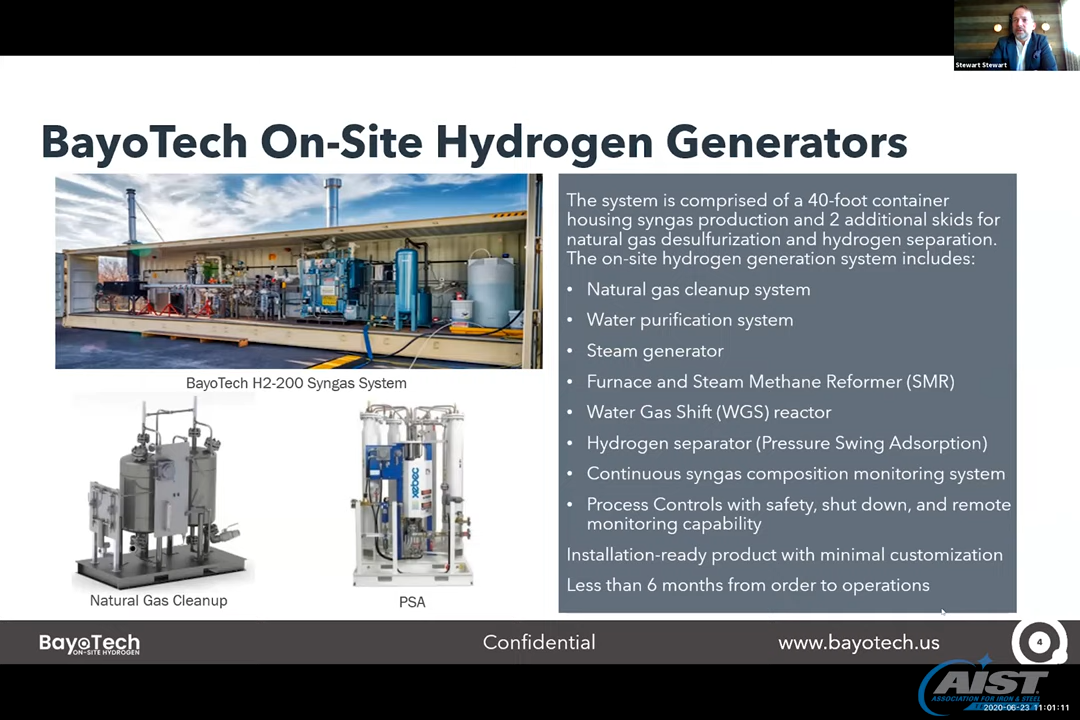 Stewart Stewart
BayoTech On-Site Hydrogen Generators
BayoTech H2-200 Syngas System
Natural Gas Cleanup
xebec
PSA
The system is comprised of a 40-foot container
housing syngas production and 2 additional skids for
natural gas desulfurization and hydrogen separation.
The on-site hydrogen generation system includes:
• Natural gas cleanup system
• Water purification system
• Steam generator
• Furnace and Steam Methane Reformer (SMR)
• Water Gas Shift (WGS) reactor
• Hydrogen separator (Pressure Swing Adsorption)
• Continuous syngas composition monitoring system
• Process Controls with safety, shut down, and remote
monitoring capability
Installation-ready product with minimal customization
Less than 6 months from order to operations
BayoTech
ON-SITE HYDROGEN
Confidential
www.bayotech.us
4
AIST
ASSOCIATION FOR IRON & STEEL
2020-06-23 11:01:11